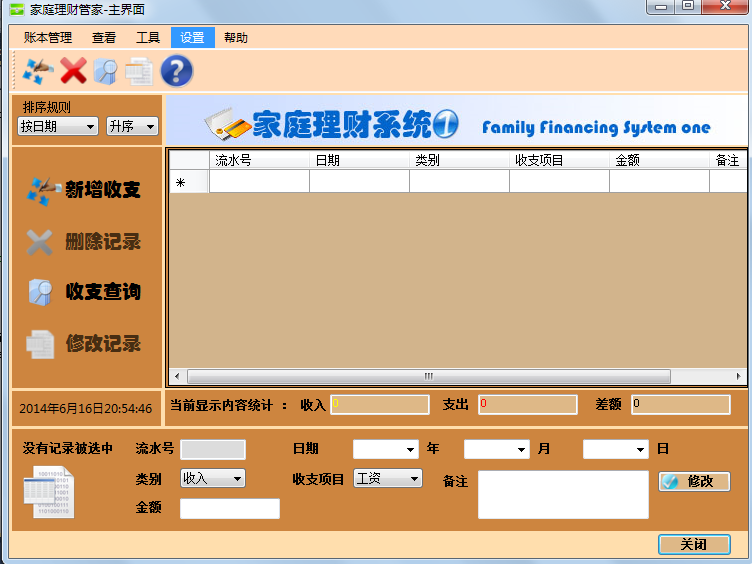 家庭理财管家-主界面
账本管理 查看 工具 设置 帮助
排序规则
按日期 升序
家庭理财系统1 Family Financing System one
流水号 日期 类别 收支项目 金额 备注
*
新增收支
删除记录
收支查询
修改记录
2014年6月16日20:54:46
当前显示内容统计 : 收入 0 支出 0 差额 0
没有记录被选中 流水号 日期 年 月 日
类别 收入 收支项目 工资 备注 修改
金额
关闭